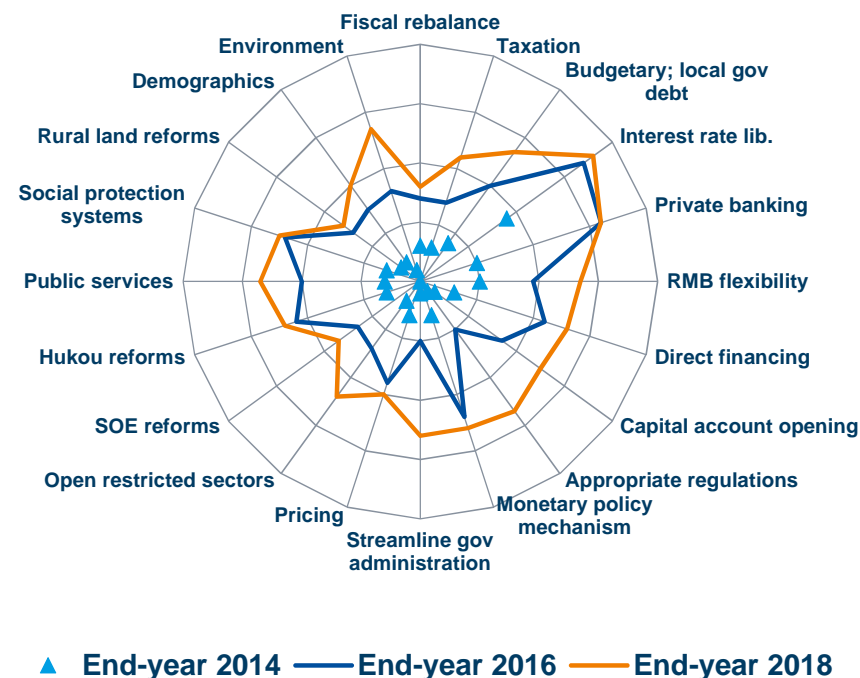 Fiscal rebalance
Environment
Taxation
Demographics
Budgetary; local gov
debt
Rural land reforms
Interest rate lib.
Social protection
systems
Private banking
Public services
RMB flexibility
Hukou reforms
Direct financing
SOE reforms
Capital account opening
Open restricted sectors
Appropriate regulations
Pricing
Monetary policy
mechanism
Streamline gov
administration
End-year 2014 End-year 2016 End-year 2018